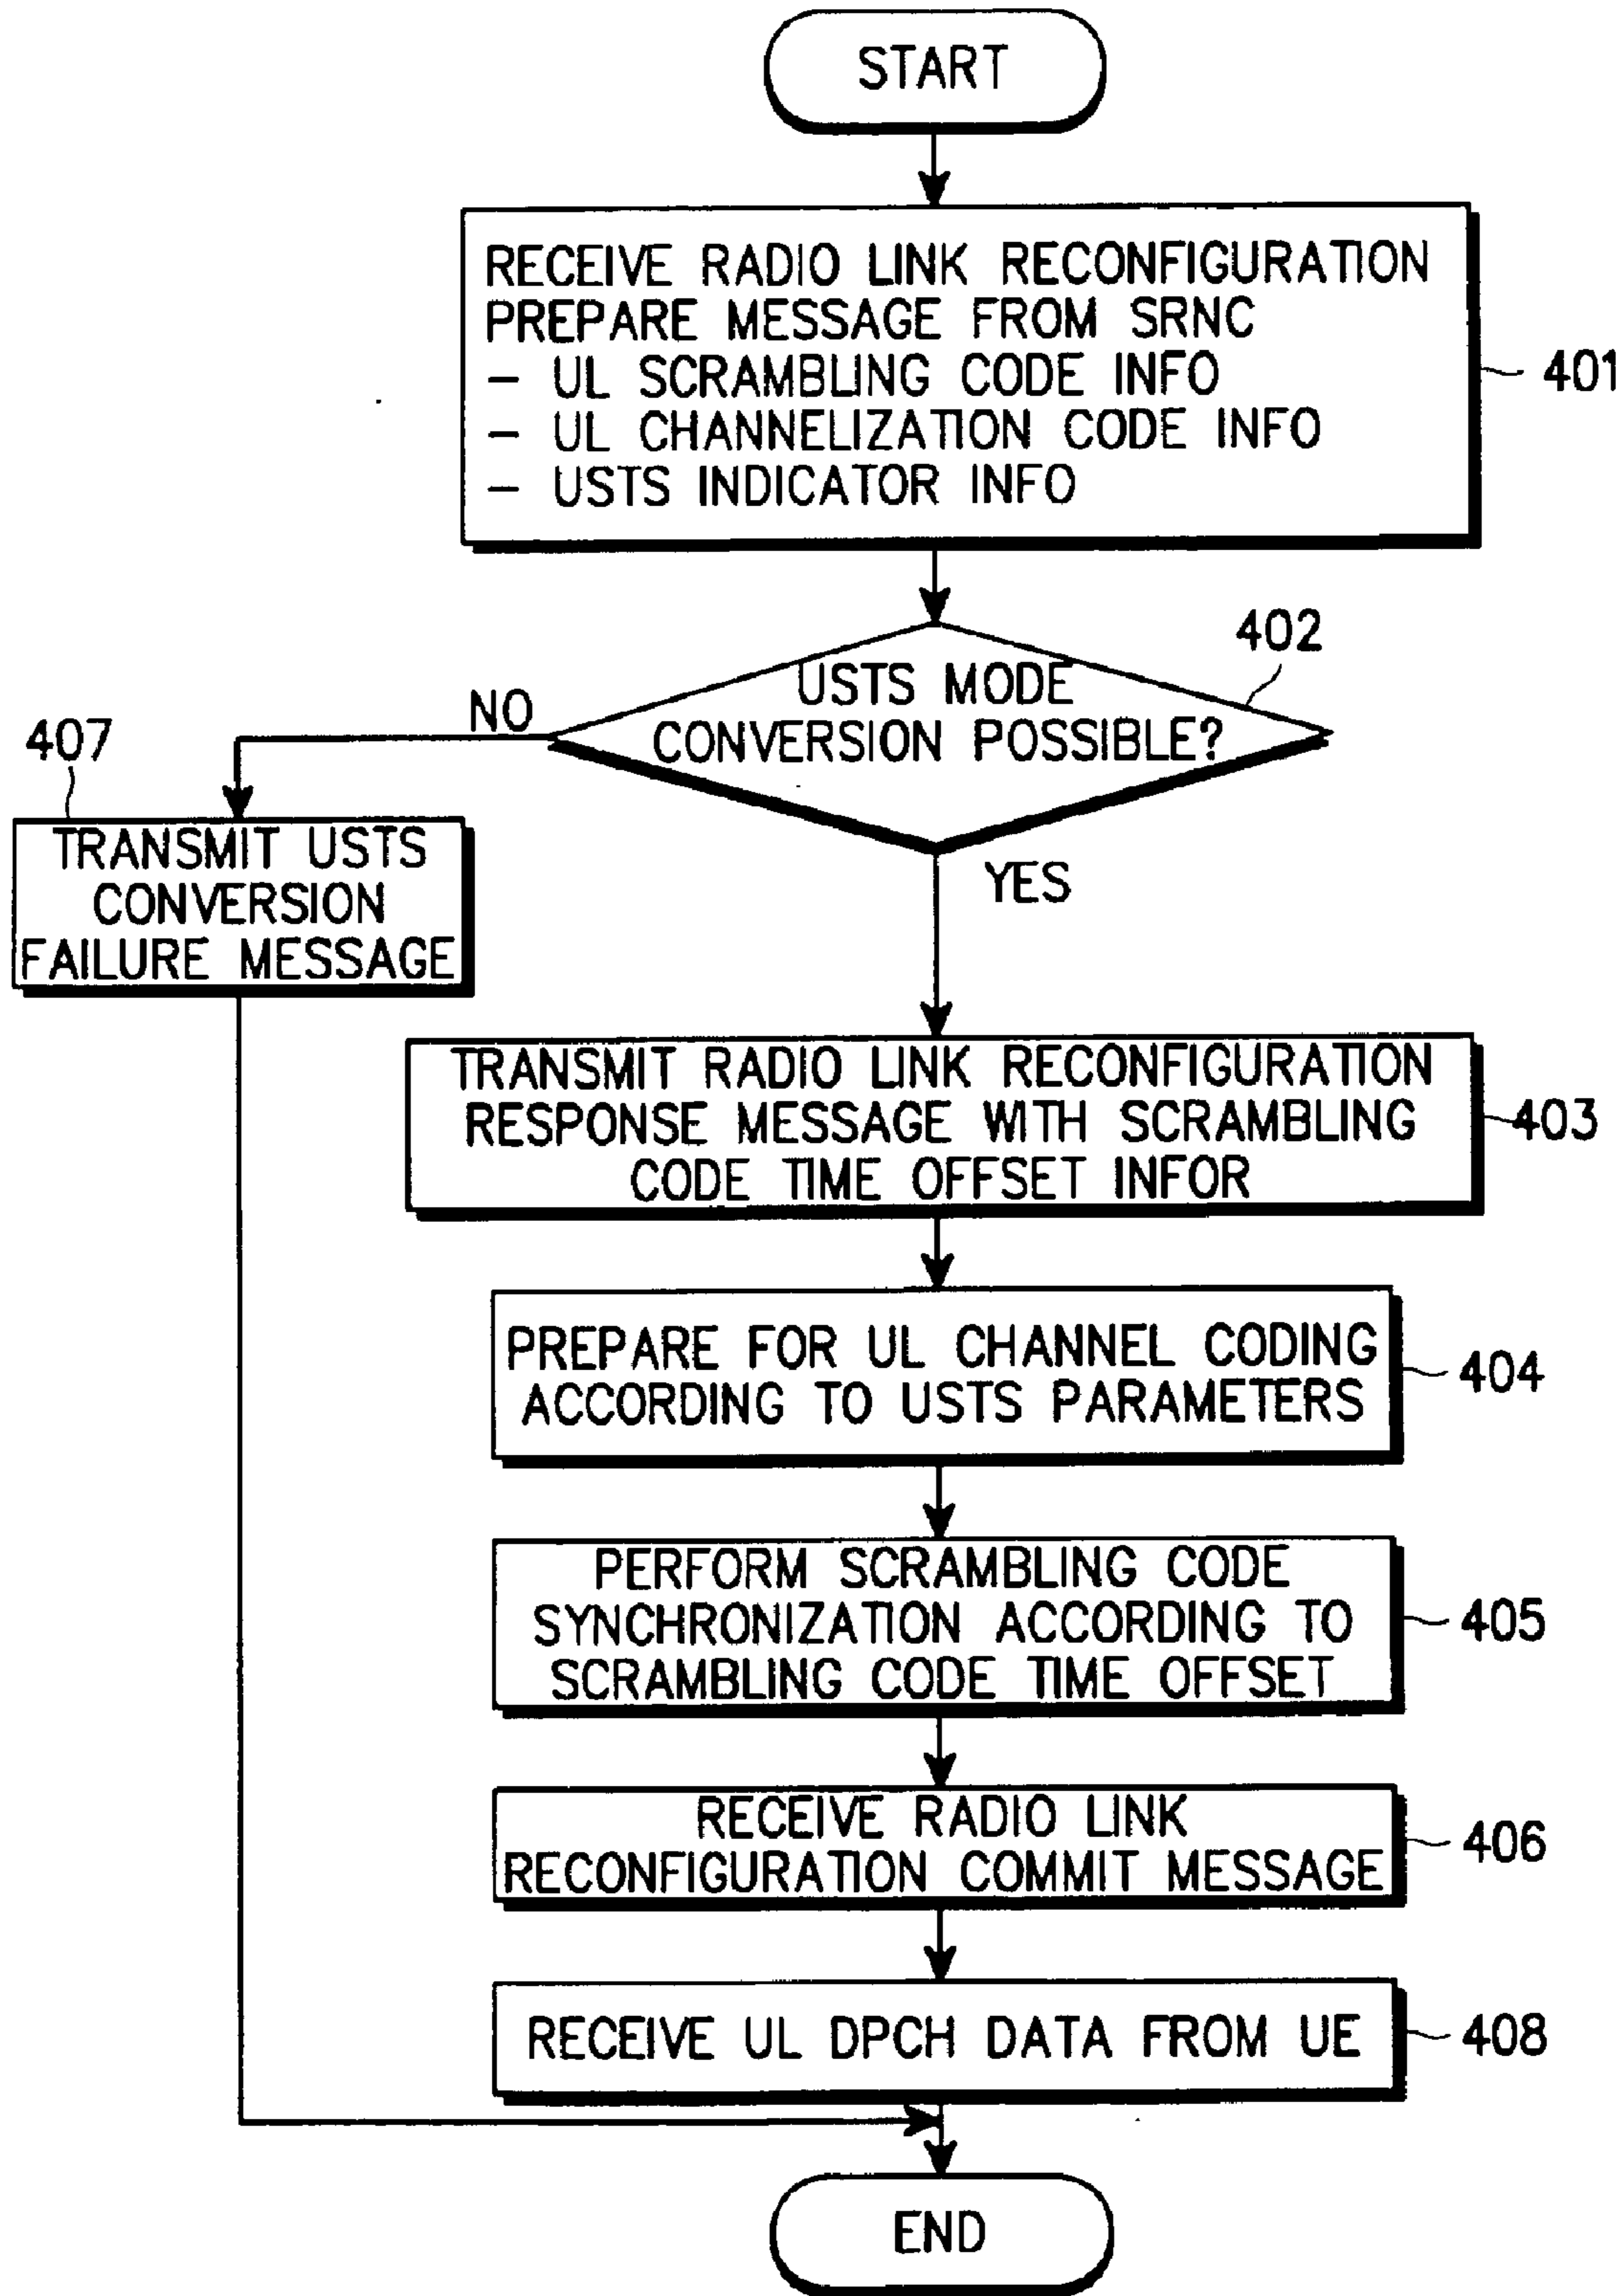 START
RECEIVE RADIO LINK RECONFIGURATION
PREPARE MESSAGE FROM SRNC
- UL SCRAMBLING CODE INFO
- UL CHANNELIZATION CODE INFO
- USTS INDICATOR INFO
401
402
USTS MODE
CONVERSION POSSIBLE?
NO
YES
407
TRANSMIT USTS
CONVERSION
FAILURE MESSAGE
TRANSMIT RADIO LINK RECONFIGURATION
RESPONSE MESSAGE WITH SCRAMBLING
CODE TIME OFFSET INFOR
403
PREPARE FOR UL CHANNEL CODING
ACCORDING TO USTS PARAMETERS
404
PERFORM SCRAMBLING CODE
SYNCHRONIZATION ACCORDING TO
SCRAMBLING CODE TIME OFFSET
405
RECEIVE RADIO LINK
RECONFIGURATION COMMIT MESSAGE
406
RECEIVE UL DPCH DATA FROM UE
408
END